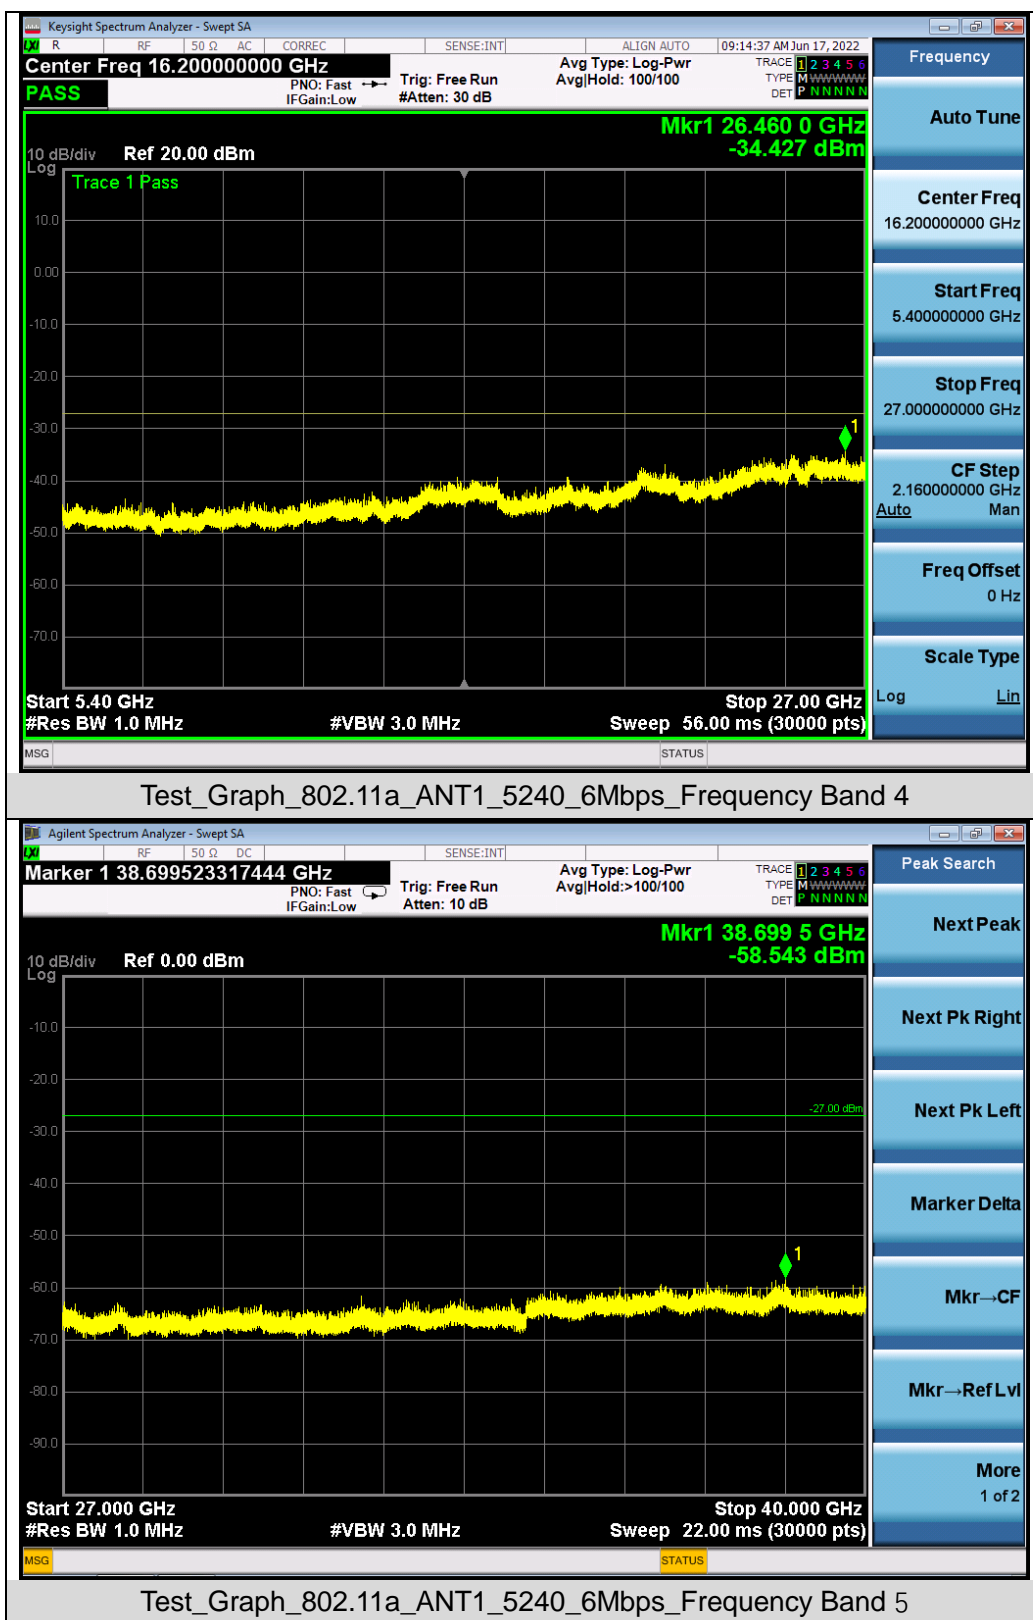 Keysight Spectrum Analyzer - Swept SA
LXI R RF 50 Ω AC CORREC SENSE:INT ALIGN AUTO 09:14:37 AM Jun 17, 2022
Center Freq 16.200000000 GHz
PASS
PNO: Fast
IFGain:Low
Trig: Free Run
#Atten: 30 dB
Avg Type: Log-Pwr
Avg|Hold: 100/100
TRACE 1 2 3 4 5 6
TYPE M WWWWW
DET P N N N N N
Mkr1 26.460 0 GHz
-34.427 dBm
10 dB/div Ref 20.00 dBm
Log
Trace 1 Pass
10.0
0.00
-10.0
-20.0
-30.0
-40.0
-50.0
-60.0
-70.0
1
Start 5.40 GHz Stop 27.00 GHz
#Res BW 1.0 MHz #VBW 3.0 MHz Sweep 56.00 ms (30000 pts)
MSG STATUS
Frequency
Auto Tune
Center Freq
16.200000000 GHz
Start Freq
5.400000000 GHz
Stop Freq
27.000000000 GHz
CF Step
2.160000000 GHz
Auto Man
Freq Offset
0 Hz
Scale Type
Log Lin
Test_Graph_802.11a_ANT1_5240_6Mbps_Frequency Band 4
Agilent Spectrum Analyzer - Swept SA
LXI RF 50 Ω DC SENSE:INT
Marker 1 38.699523317444 GHz
PNO: Fast
IFGain:Low
Trig: Free Run
Atten: 10 dB
Avg Type: Log-Pwr
Avg|Hold:>100/100
TRACE 1 2 3 4 5 6
TYPE M WWWWW
DET P N N N N N
Mkr1 38.699 5 GHz
-58.543 dBm
10 dB/div Ref 0.00 dBm
Log
-10.0
-20.0
-27.00 dBm
-30.0
-40.0
-50.0
-60.0
-70.0
-80.0
-90.0
1
Start 27.000 GHz Stop 40.000 GHz
#Res BW 1.0 MHz #VBW 3.0 MHz Sweep 22.00 ms (30000 pts)
MSG STATUS
Peak Search
Next Peak
Next Pk Right
Next Pk Left
Marker Delta
Mkr→CF
Mkr→Ref Lvl
More
1 of 2
Test_Graph_802.11a_ANT1_5240_6Mbps_Frequency Band 5